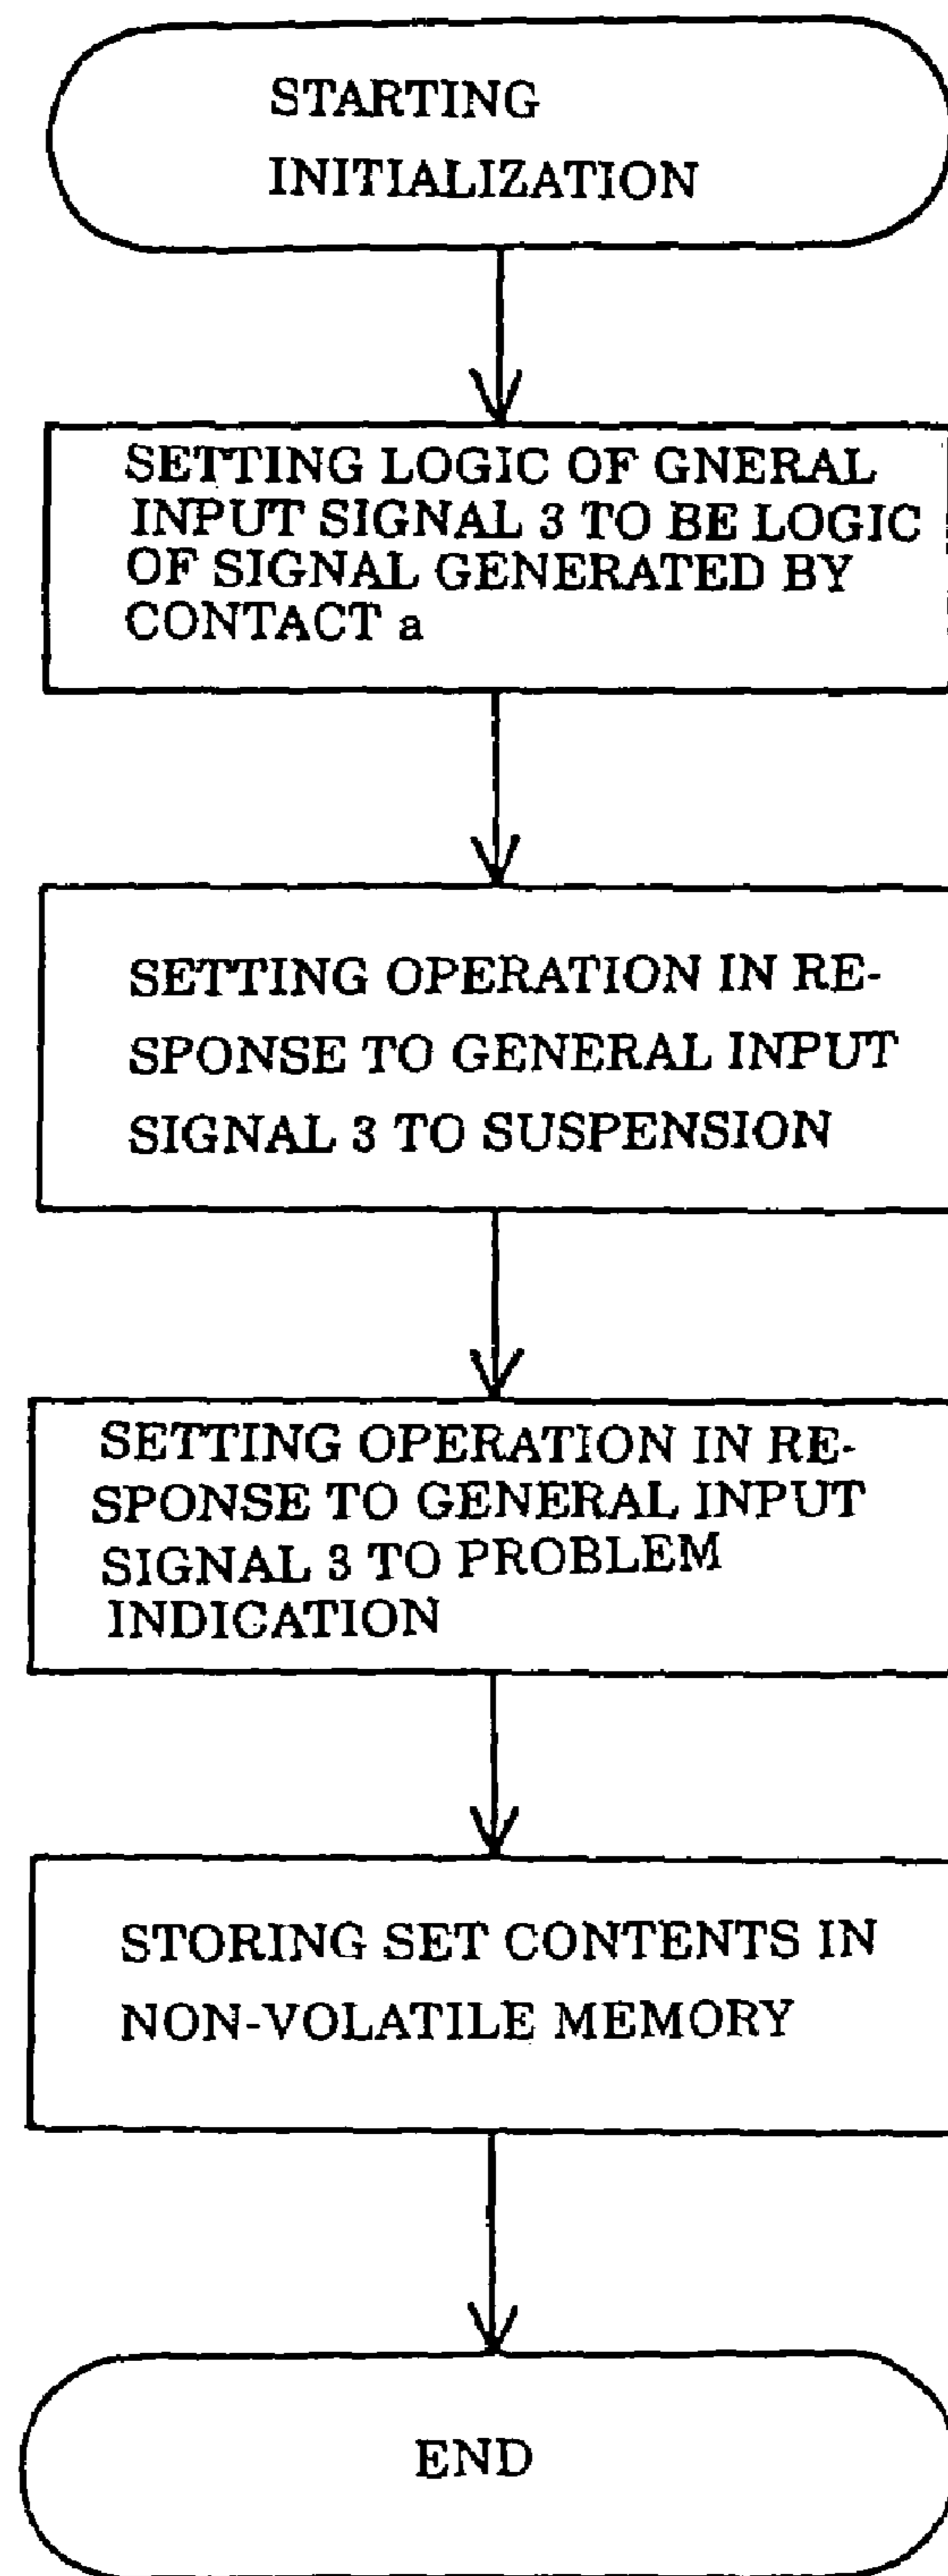 STARTING
INITIALIZATION
SETTING LOGIC OF GNERAL
INPUT SIGNAL 3 TO BE LOGIC
OF SIGNAL GENERATED BY
CONTACT a
SETTING OPERATION IN RE-
SPONSE TO GENERAL INPUT
SIGNAL 3 TO SUSPENSION
SETTING OPERATION IN RE-
SPONSE TO GENERAL INPUT
SIGNAL 3 TO PROBLEM
INDICATION
STORING SET CONTENTS IN
NON-VOLATILE MEMORY
END